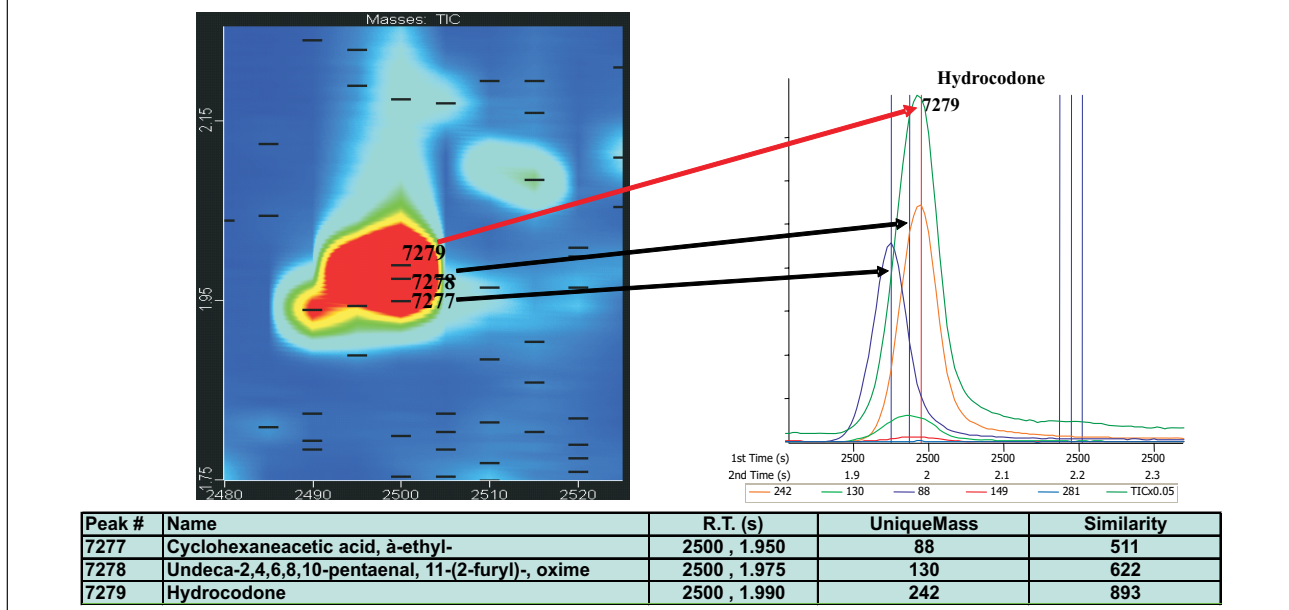 Masses: TIC
2.15
1.95
1.75
2480 2490 2500 2510 2520
7279
7278
7277
Hydrocodone
7279
1st Time (s) 2500 2500 2500 2500 2500
2nd Time (s) 1.9 2 2.1 2.2 2.3
242 130 88 149 281 TICx0.05
Peak # Name R.T. (s) UniqueMass Similarity
7277 Cyclohexaneacetic acid, à-ethyl- 2500 , 1.950 88 511
7278 Undeca-2,4,6,8,10-pentaenal, 11-(2-furyl)-, oxime 2500 , 1.975 130 622
7279 Hydrocodone 2500 , 1.990 242 893